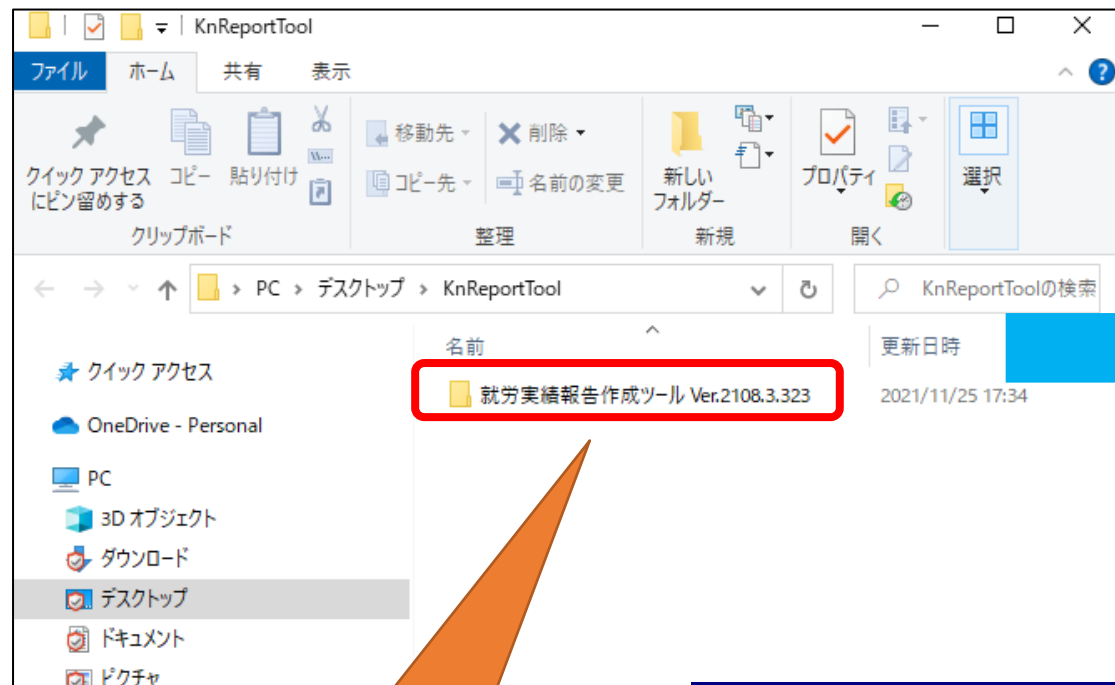 KnReportTool
ファイル ホーム 共有 表示
クイック アクセス
にピン留めする
コピー
貼り付け
移動先
コピー先
削除
名前の変更
新しい
フォルダー
プロパティ
選択
クリップボード 整理 新規 開く
PC › デスクトップ › KnReportTool
KnReportToolの検索
名前 更新日時
就労実績報告作成ツール Ver.2108.3.323 2021/11/25 17:34
クイック アクセス
OneDrive - Personal
PC
3D オブジェクト
ダウンロード
デスクトップ
ドキュメント
ピクチャ